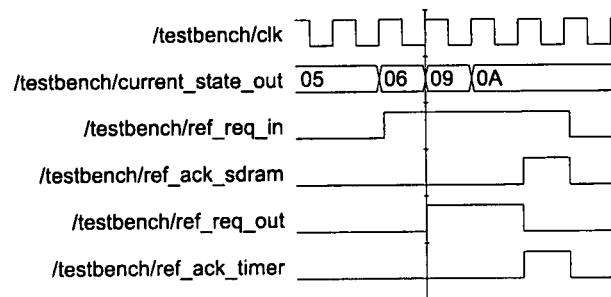 /testbench/clk
/testbench/current_state_out 05 06 09 0A
/testbench/ref_req_in
/testbench/ref_ack_sdram
/testbench/ref_req_out
/testbench/ref_ack_timer